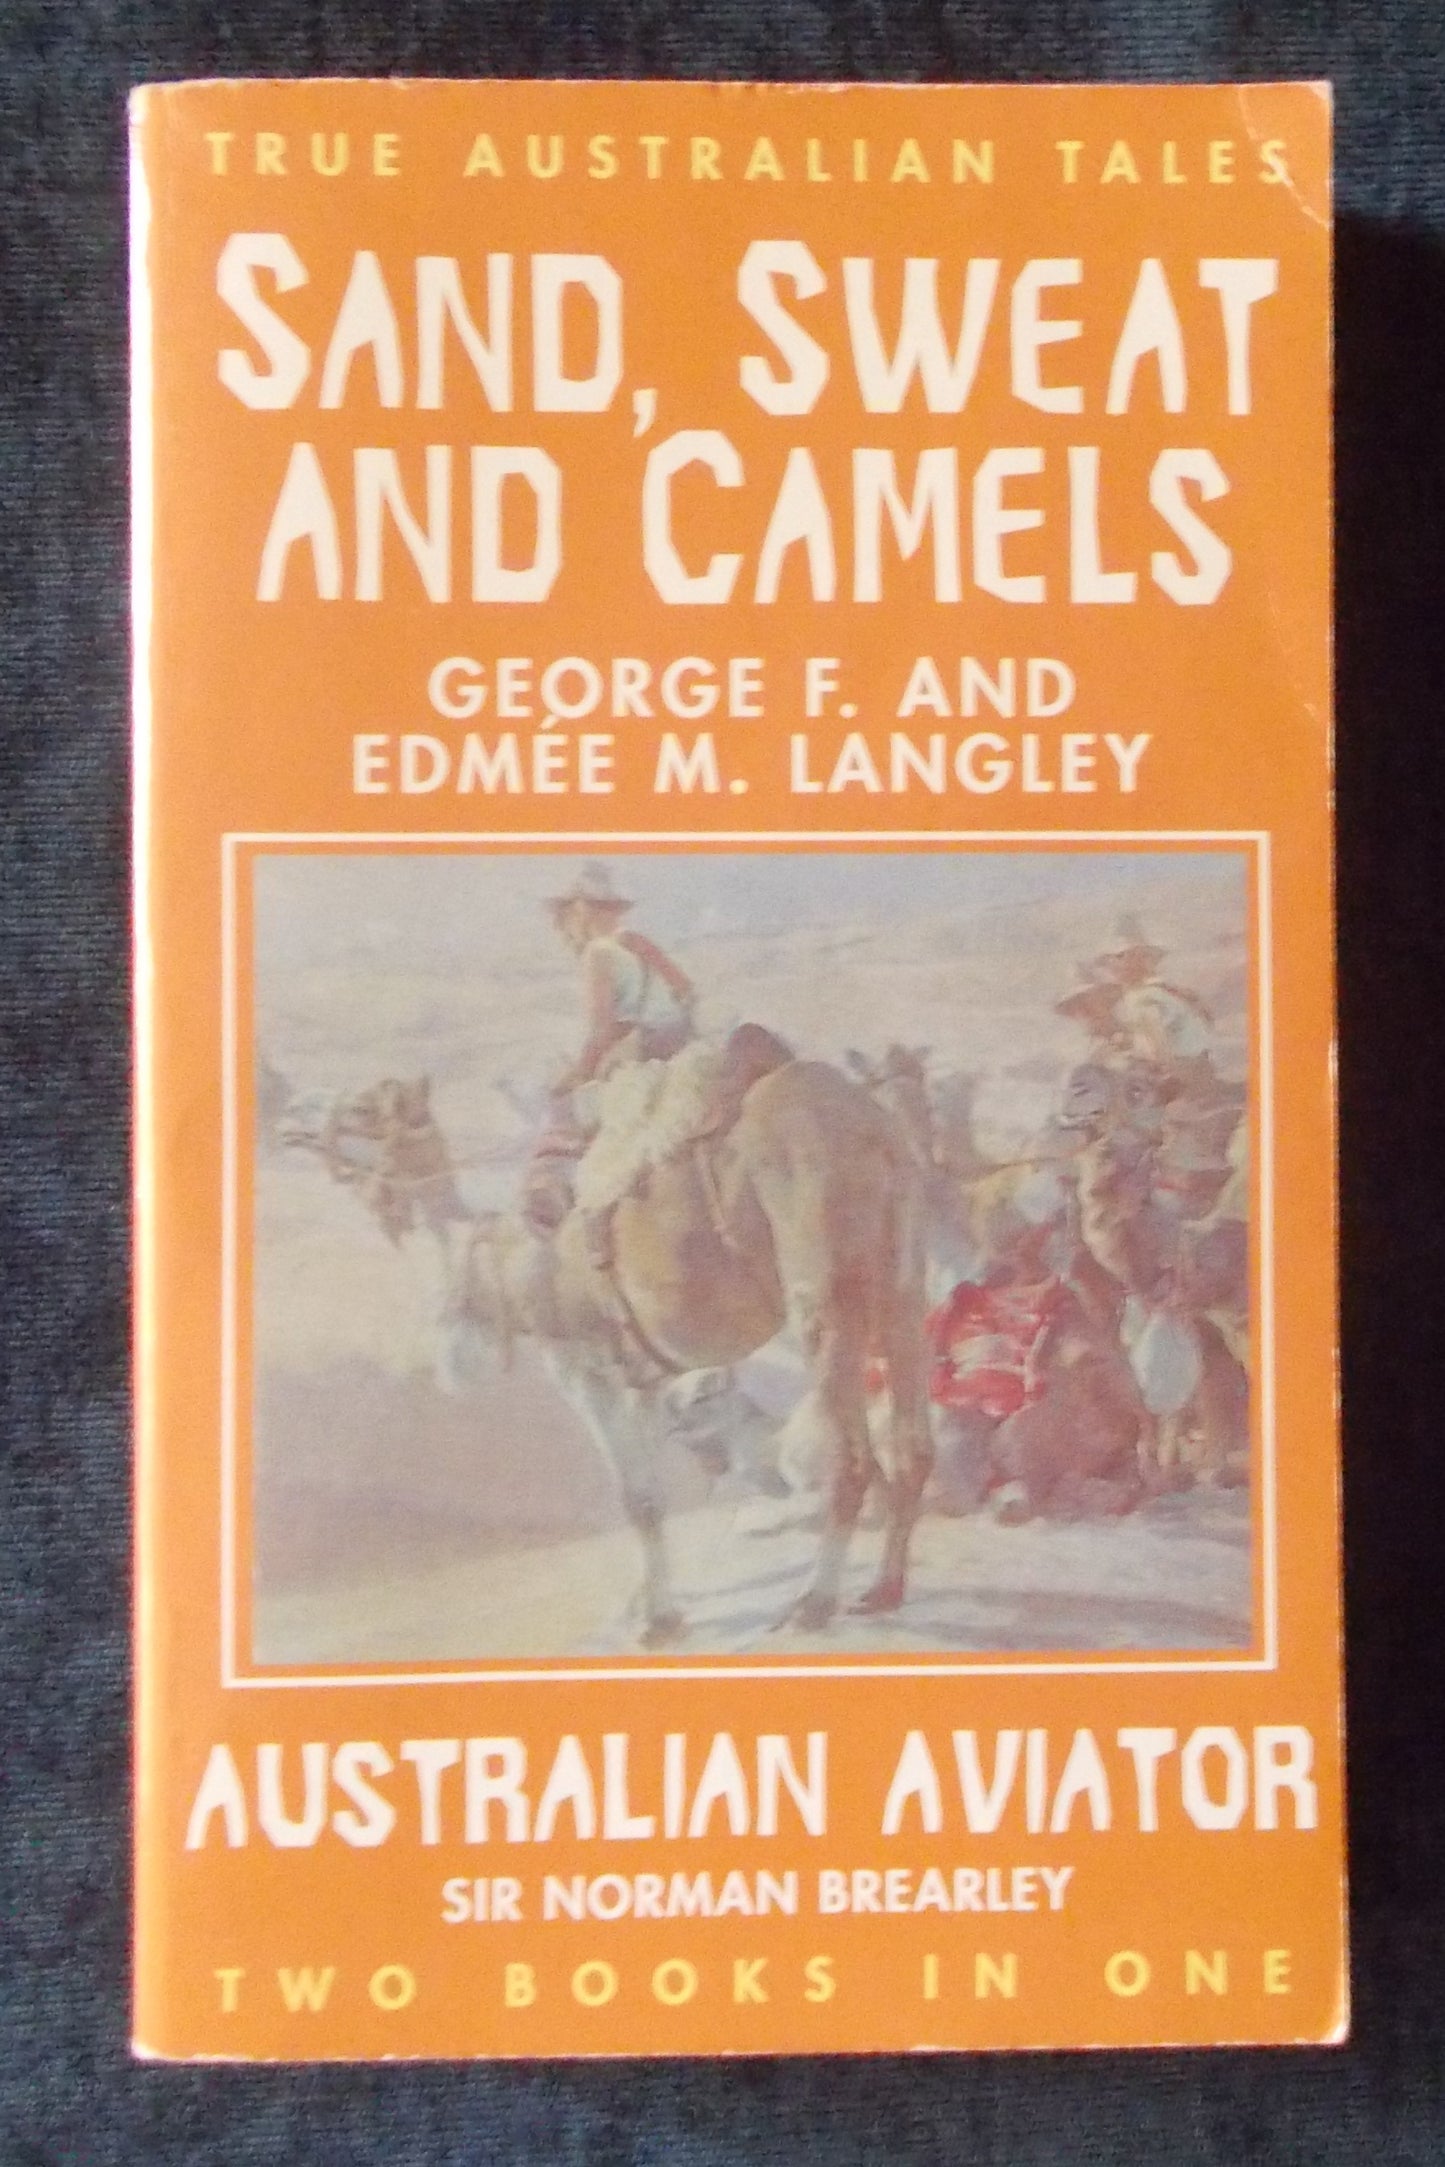 TRUE AUSTRALIAN TALES
SAND, SWEAT
AND CAMELS
GEORGE F. AND
EDMÉE M. LANGLEY
AUSTRALIAN AVIATOR
SIR NORMAN BREARLEY
TWO BOOKS IN ONE